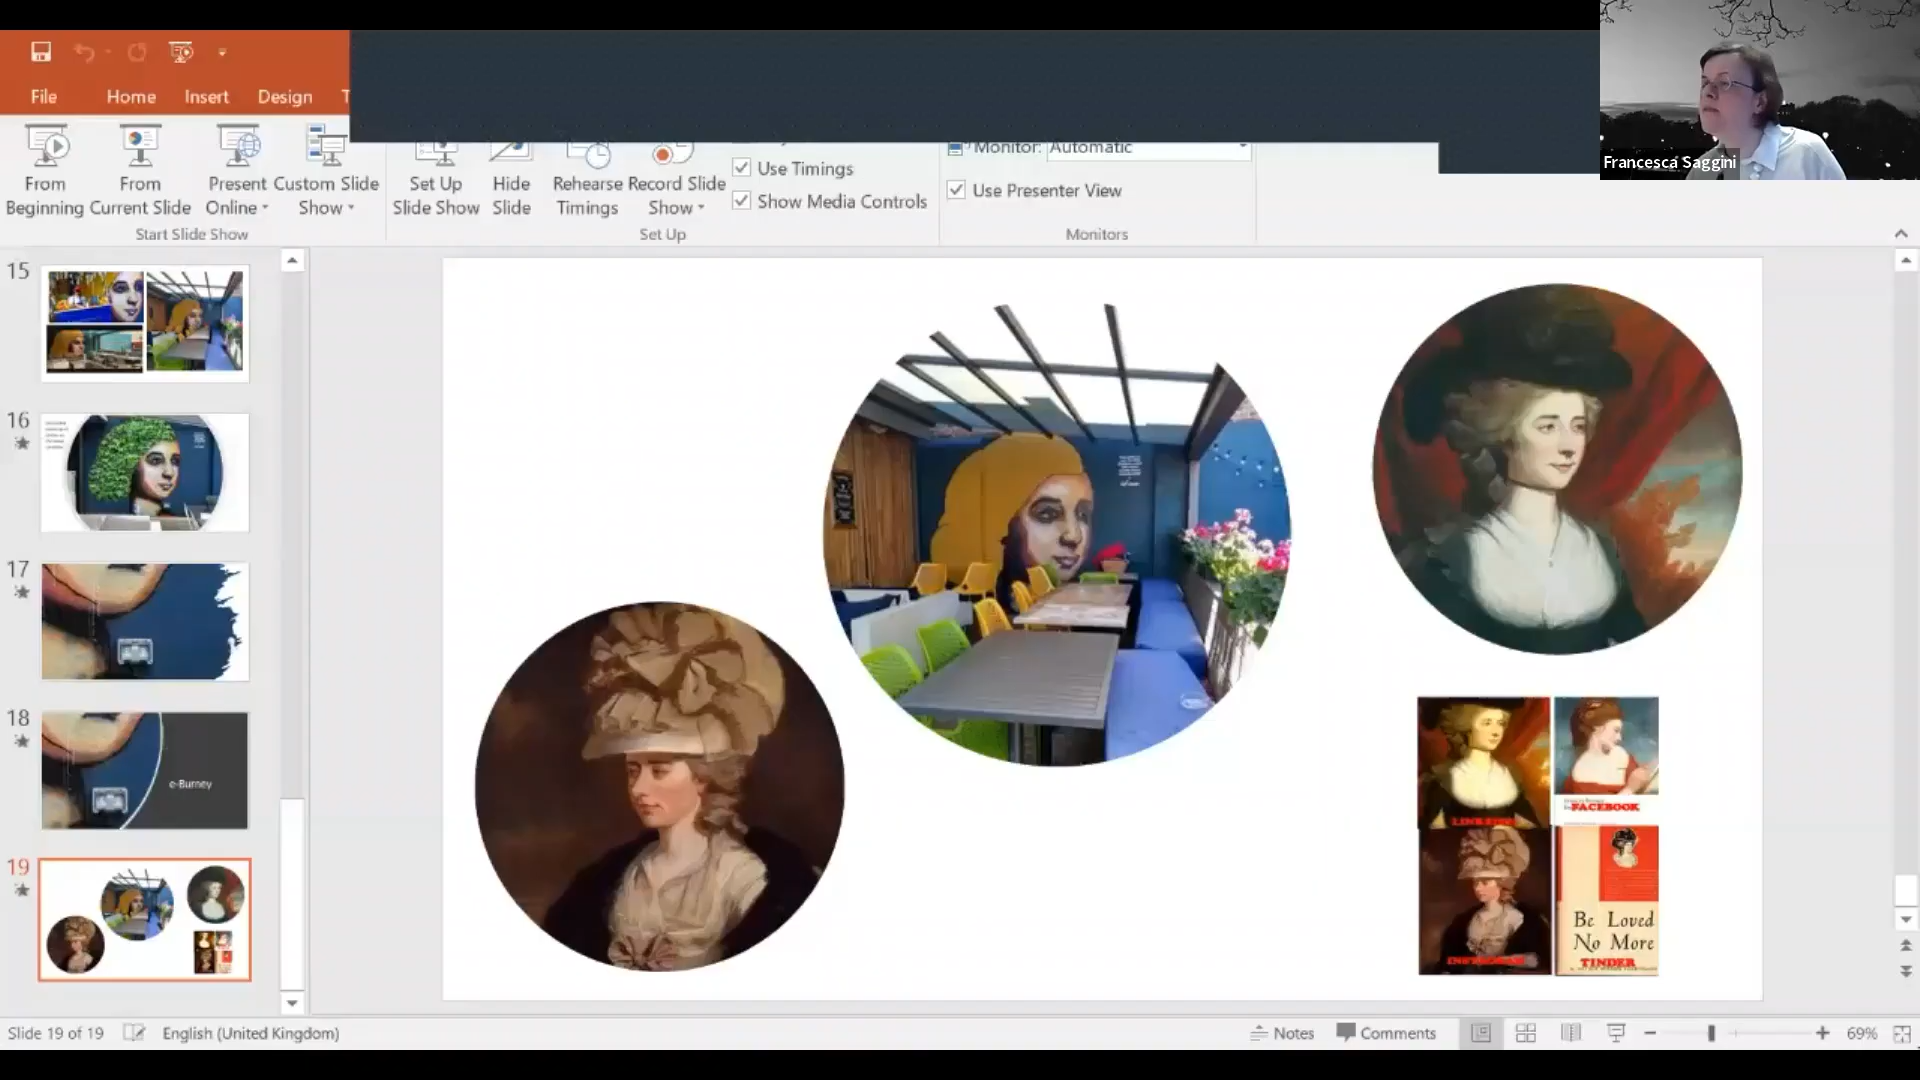 Francesca Saggini
File Home Insert Design
From Beginning
From Current Slide
Present Online
Custom Slide Show
Start Slide Show
Set Up Slide Show
Hide Slide
Rehearse Timings
Record Slide Show
Use Timings
Show Media Controls
Set Up
Monitor: Automatic
Use Presenter View
Monitors
15
16
17
18
e-Burney
19
FACEBOOK
Be Loved
No More
TINDER
Slide 19 of 19 English (United Kingdom) Notes Comments 69%